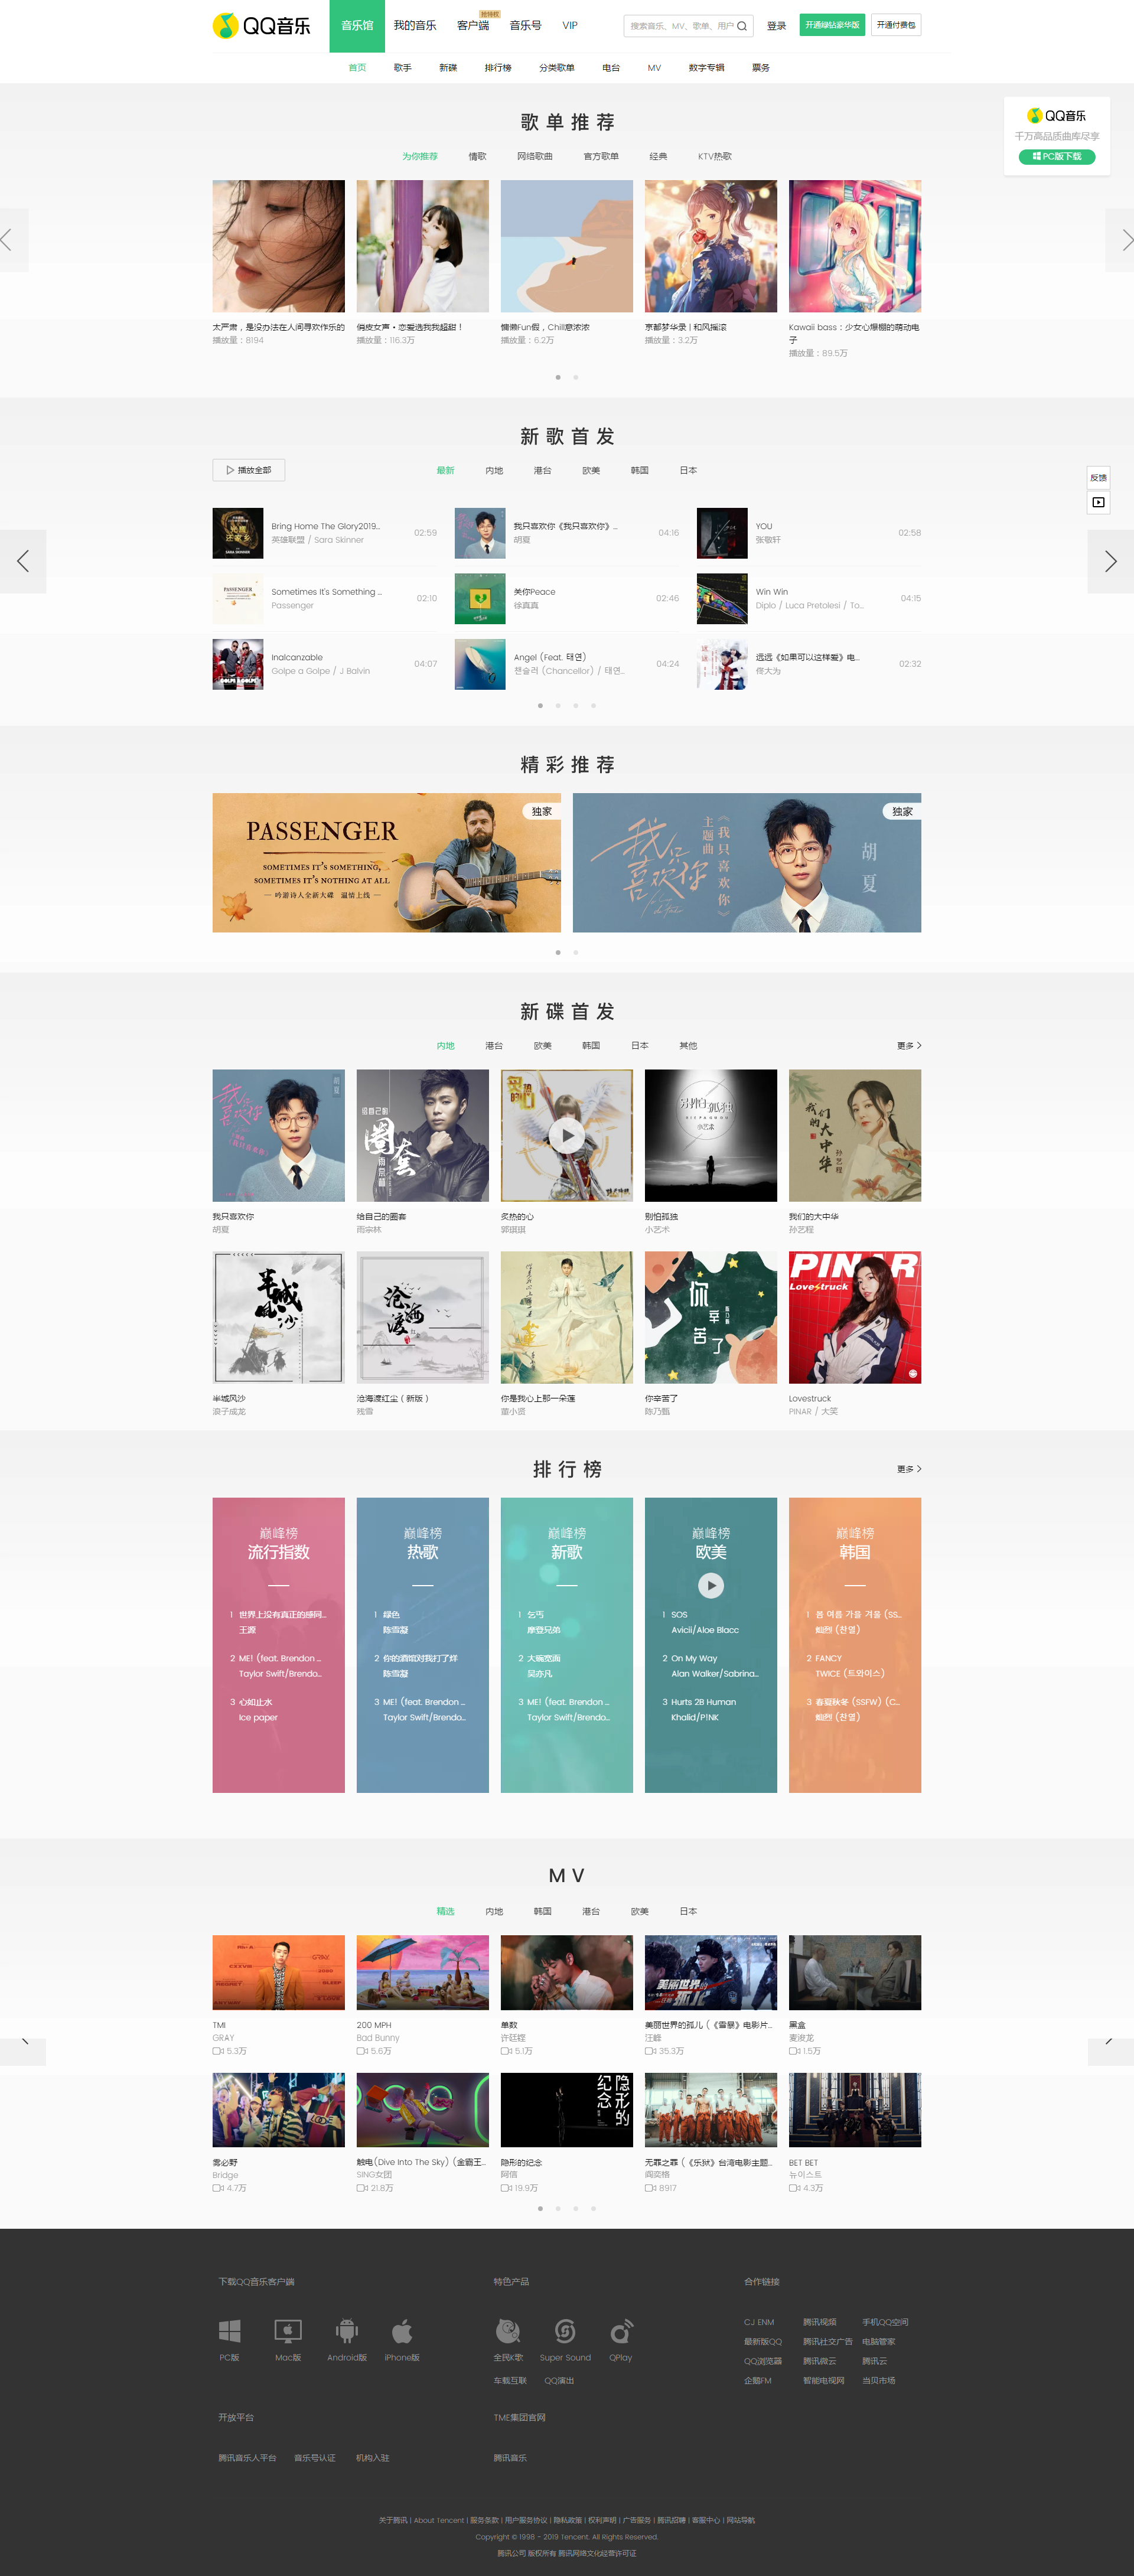 QQ音乐
音乐馆 我的音乐 客户端 音乐号 VIP
抢特权
搜索音乐、MV、歌单、用户
登录 开通绿钻豪华版 开通付费包
首页 歌手 新碟 排行榜 分类歌单 电台 MV 数字专辑 票务
QQ音乐
千万高品质曲库尽享
PC版下载
歌单推荐
为你推荐 情歌 网络歌曲 官方歌单 经典 KTV热歌
太严肃，是没办法在人间寻欢作乐的
播放量：8194
俏皮女声·恋爱选我我超甜！
播放量：116.3万
慵懒Fun假，Chill意浓浓
播放量：6.2万
京都梦华录 | 和风摇滚
播放量：3.2万
Kawaii bass：少女心爆棚的萌动电
子
播放量：89.5万
新歌首发
播放全部
最新 内地 港台 欧美 韩国 日本
反馈
Bring Home The Glory2019...
英雄联盟 / Sara Skinner
02:59
我只喜欢你《我只喜欢你》...
胡夏
04:16
YOU
张敬轩
02:58
Sometimes It's Something ...
Passenger
02:10
关你Peace
徐真真
02:46
Win Win
Diplo / Luca Pretolesi / To...
04:15
Inalcanzable
Golpe a Golpe / J Balvin
04:07
Angel (Feat. 태연)
챈슬러 (Chancellor) / 태연...
04:24
远远《如果可以这样爱》电...
佟大为
02:32
精彩推荐
独家
PASSENGER
SOMETIMES IT'S SOMETHING,
SOMETIMES IT'S NOTHING AT ALL
吟游诗人全新大碟 温情上线
独家
我只喜欢你
《我只喜欢你》
主题曲
胡夏
新碟首发
内地 港台 欧美 韩国 日本 其他
更多
我只喜欢你
胡夏
给自己的圈套
雨宗林
炙热的心
郭琪琪
别怕孤独
小艺术
我们的大中华
孙艺程
半城风沙
浪子成龙
沧海渡红尘（新版）
残雪
你是我心上那一朵莲
董小贤
你辛苦了
陈乃甄
PINAR
Lovestruck
Lovestruck
PINAR / 大笑
排行榜
更多
巅峰榜
流行指数
1 世界上没有真正的感同...
王源
2 ME! (feat. Brendon ...
Taylor Swift/Brendo...
3 心如止水
Ice paper
巅峰榜
热歌
1 绿色
陈雪凝
2 你的酒馆对我打了烊
陈雪凝
3 ME! (feat. Brendon ...
Taylor Swift/Brendo...
巅峰榜
新歌
1 乞丐
摩登兄弟
2 大碗宽面
吴亦凡
3 ME! (feat. Brendon ...
Taylor Swift/Brendo...
巅峰榜
欧美
1 SOS
Avicii/Aloe Blacc
2 On My Way
Alan Walker/Sabrina...
3 Hurts 2B Human
Khalid/P!NK
巅峰榜
韩国
1 봄 여름 가을 겨울 (SS...
灿烈 (찬열)
2 FANCY
TWICE (트와이스)
3 春夏秋冬 (SSFW) (C...
灿烈 (찬열)
MV
精选 内地 韩国 港台 欧美 日本
TMI
GRAY
5.3万
200 MPH
Bad Bunny
5.6万
单数
许廷铿
5.1万
美丽世界的孤儿
美丽世界的孤儿 (《雪暴》电影片...
汪峰
35.3万
黑盒
麦浚龙
1.5万
雾必野
Bridge
4.7万
触电(Dive Into The Sky) (金霸王...
SING女团
21.8万
隐形的纪念
隐形的纪念
阿信
19.9万
无罪之罪 (《乐狱》台湾电影主题...
阎奕格
8917
BET BET
뉴이스트
4.3万
下载QQ音乐客户端
PC版 Mac版 Android版 iPhone版
特色产品
全民K歌 Super Sound QPlay
车载互联 QQ演出
合作链接
CJ ENM 腾讯视频 手机QQ空间
最新版QQ 腾讯社交广告 电脑管家
QQ浏览器 腾讯微云 腾讯云
企鹅FM 智能电视网 当贝市场
开放平台
腾讯音乐人平台 音乐号认证 机构入驻
TME集团官网
腾讯音乐
关于腾讯 | About Tencent | 服务条款 | 用户服务协议 | 隐私政策 | 权利声明 | 广告服务 | 腾讯招聘 | 客服中心 | 网站导航
Copyright © 1998 - 2019 Tencent. All Rights Reserved.
腾讯公司 版权所有 腾讯网络文化经营许可证